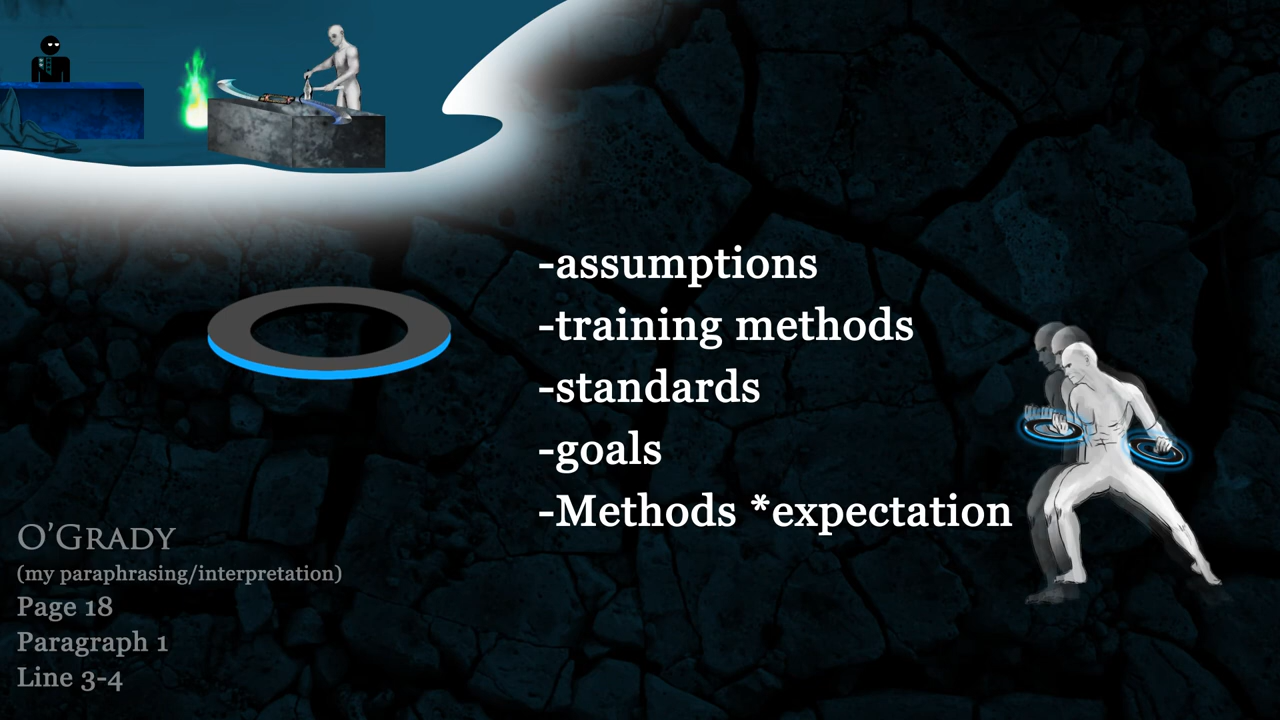 -assumptions
-training methods
-standards
-goals
-Methods *expectation
O'GRADY
(my paraphrasing/interpretation)
Page 18
Paragraph 1
Line 3-4